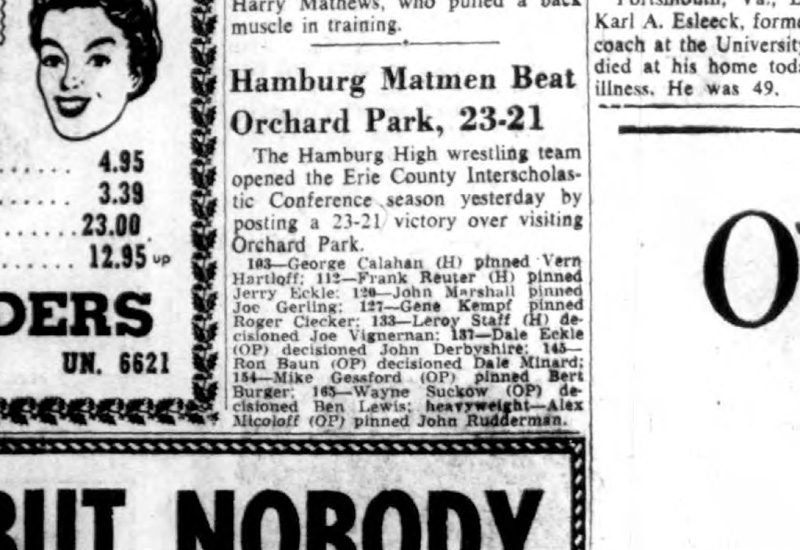 4.95
3.39
23.00
12.95 up
DERS
UN. 6621
Harry Mathews, who pulled a back
muscle in training.
Hamburg Matmen Beat
Orchard Park, 23-21
The Hamburg High wrestling team
opened the Erie County Interscholas-
tic Conference season yesterday by
posting a 23-21 victory over visiting
Orchard Park.
103—George Calahan (H) pinned Vern
Hartloff; 112—Frank Reuter (H) pinned
Jerry Eckle; 120—John Marshall pinned
Joe Gerling; 127—Gene Kempf pinned
Roger Ciecker; 133—Leroy Staff (H) de-
cisioned Joe Vignernan; 137—Dale Eckle
(OP) decisioned John Derbyshire; 145—
Ron Baun (OP) decisioned Dale Minard;
154—Mike Gessford (OP) pinned Bert
Burger; 165—Wayne Suckow (OP) de-
cisioned Ben Lewis; heavyweight—Alex
Micoloff (OP) pinned John Rudderman.
Portsmouth, Va.,
Karl A. Esleeck, forme
coach at the University
died at his home toda
illness. He was 49.
O
BUT NOBODY